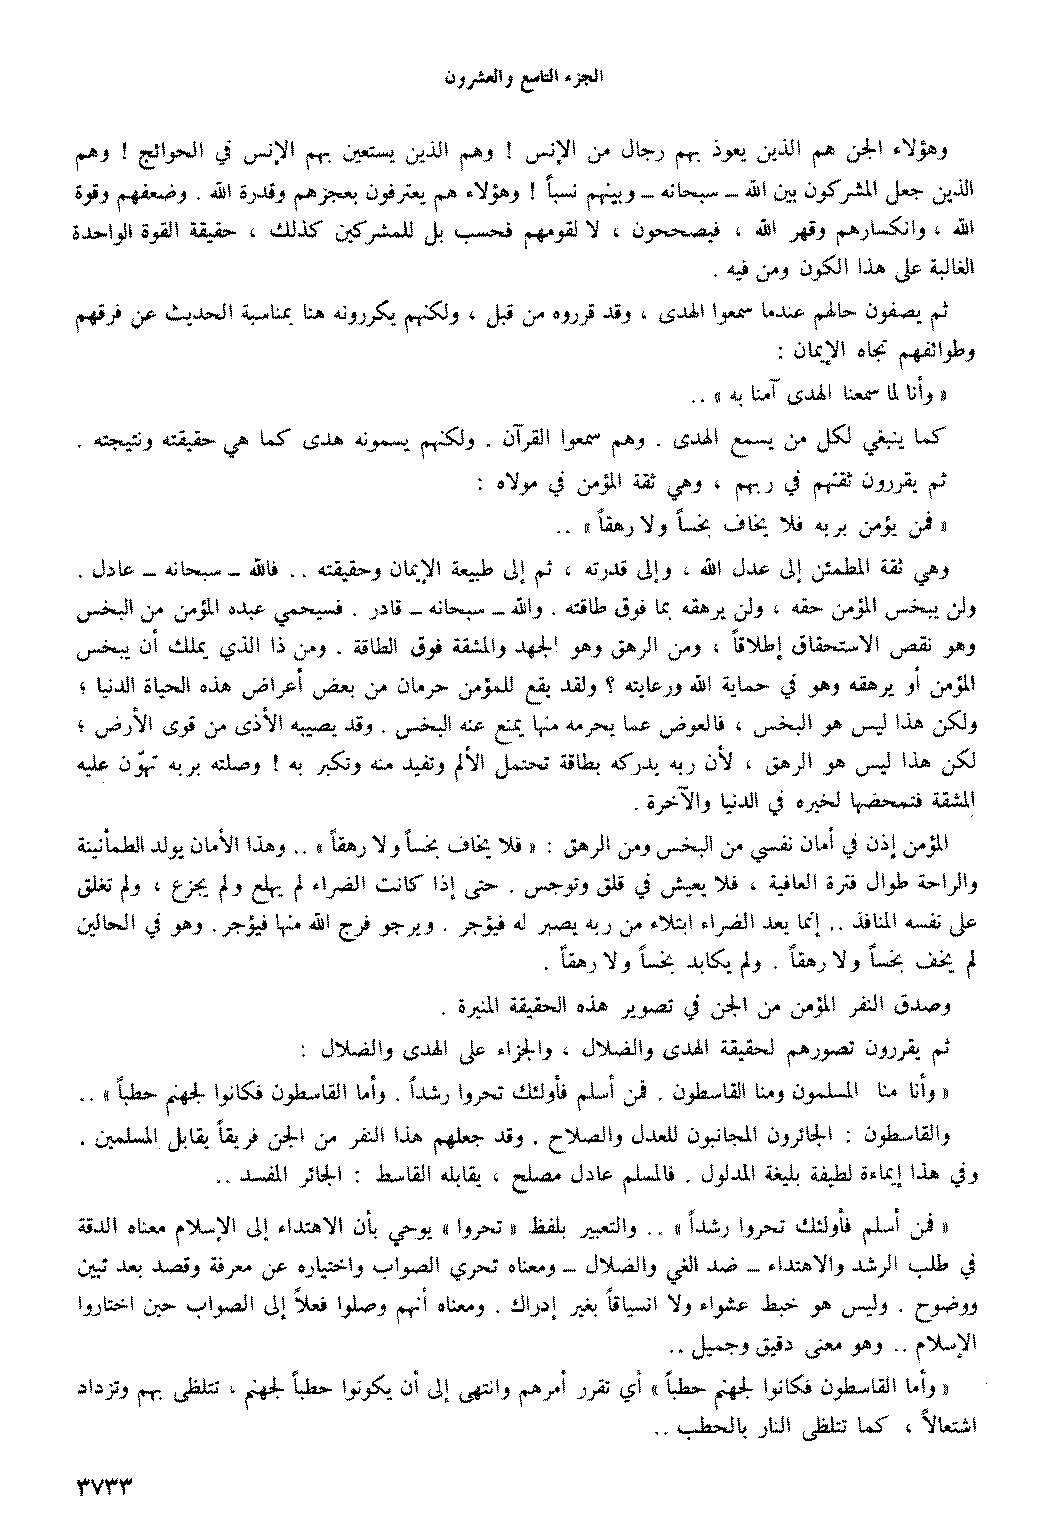 الجزء التاسع والعشرون
وهؤلاء الجن هم الذين يعوذ بهم رجال من الإنس ! وهم الذين يستعين بهم الإنس في الحوائج ! وهم
الذين جعل المشركون بين الله – سبحانه – وبينهم نسباً ! وهؤلاء هم يعترفون بعجزهم وقدرة الله . وضعفهم وقوة
الله ، وانكسارهم وقهر الله ، فيصححون ، لا لقومهم فحسب بل للمشركين كذلك ، حقيقة القوة الواحدة
الغالبة على هذا الكون ومن فيه .
ثم يصفون حالهم عندما سمعوا الهدى ، وقد قرروه من قبل ، ولكنهم يكررونه هنا بمناسبة الحديث عن فرقهم
وطوائفهم تجاه الإيمان :
« وأنا لما سمعنا الهدى آمنا به » ..
كما ينبغي لكل من يسمع الهدى . وهم سمعوا القرآن . ولكنهم يسمونه هدى كما هي حقيقته ونتيجته .
ثم يقررون ثقتهم في ربهم ، وهي ثقة المؤمن في مولاه :
« فمن يؤمن بربه فلا يخاف بخساً ولا رهقاً » ..
وهي ثقة المطمئن إلى عدل الله ، وإلى قدرته ، ثم إلى طبيعة الإيمان وحقيقته .. فالله – سبحانه – عادل .
ولن يبخس المؤمن حقه ، ولن يرهقه بما فوق طاقته . والله – سبحانه – قادر . فسيحمي عبده المؤمن من البخس
وهو نقص الاستحقاق إطلاقاً ، ومن الرهق وهو الجهد والمشقة فوق الطاقة . ومن ذا الذي يملك أن يبخس
المؤمن أو يرهقه وهو في حماية الله ورعايته ؟ ولقد يقع للمؤمن حرمان من بعض أعراض هذه الحياة الدنيا ؛
ولكن هذا ليس هو البخس ، فالعوض عما يحرمه منها يمنع عنه البخس . وقد يصيبه الأذى من قوى الأرض ؛
لكن هذا ليس هو الرهق ، لأن ربه يدركه بطاقة تحتمل الألم وتفيد منه وتكبر به ! وصلته بربه تهوّن عليه
المشقة فتمحضها لخيره في الدنيا والآخرة .
المؤمن إذن في أمان نفسي من البخس ومن الرهق : « فلا يخاف بخساً ولا رهقاً » .. وهذا الأمان يولد الطمأنينة
والراحة طوال فترة العافية ، فلا يعيش في قلق وتوجس . حتى إذا كانت الضراء لم يهلع ولم يجزع ، ولم تغلق
على نفسه المنافذ .. إنما يعد الضراء ابتلاء من ربه يصبر له فيؤجر . ويرجو فرج الله منها فيؤجر . وهو في الحالين
لم يخف بخساً ولا رهقاً . ولم يكابد بخساً ولا رهقاً .
وصدق النفر المؤمن من الجن في تصوير هذه الحقيقة المنيرة .
ثم يقررون تصورهم لحقيقة الهدى والضلال ، والجزاء على الهدى والضلال :
« وأنا منا المسلمون ومنا القاسطون . فمن أسلم فأولئك تحروا رشداً . وأما القاسطون فكانوا لجهنم حطباً » ..
والقاسطون : الجائرون المجانبون للعدل والصلاح . وقد جعلهم هذا النفر من الجن فريقاً يقابل المسلمين .
وفي هذا إيماءة لطيفة بليغة المدلول . فالمسلم عادل مصلح ، يقابله القاسط : الجائر المفسد ..
« فمن أسلم فأولئك تحروا رشداً » .. والتعبير بلفظ « تحروا » يوحي بأن الاهتداء إلى الإسلام معناه الدقة
في طلب الرشد والاهتداء – ضد الغي والضلال – ومعناه تحري الصواب واختياره عن معرفة وقصد بعد تبين
ووضوح . وليس هو خبط عشواء ولا انسياقاً بغير إدراك . ومعناه أنهم وصلوا فعلاً إلى الصواب حين اختاروا
الإسلام .. وهو معنى دقيق وجميل ..
« وأما القاسطون فكانوا لجهنم حطباً » أي تقرر أمرهم وانتهى إلى أن يكونوا حطباً لجهنم ، تتلظى بهم وتزداد
اشتعالاً ، كما تتلظى النار بالحطب ..
٣٧٣٣